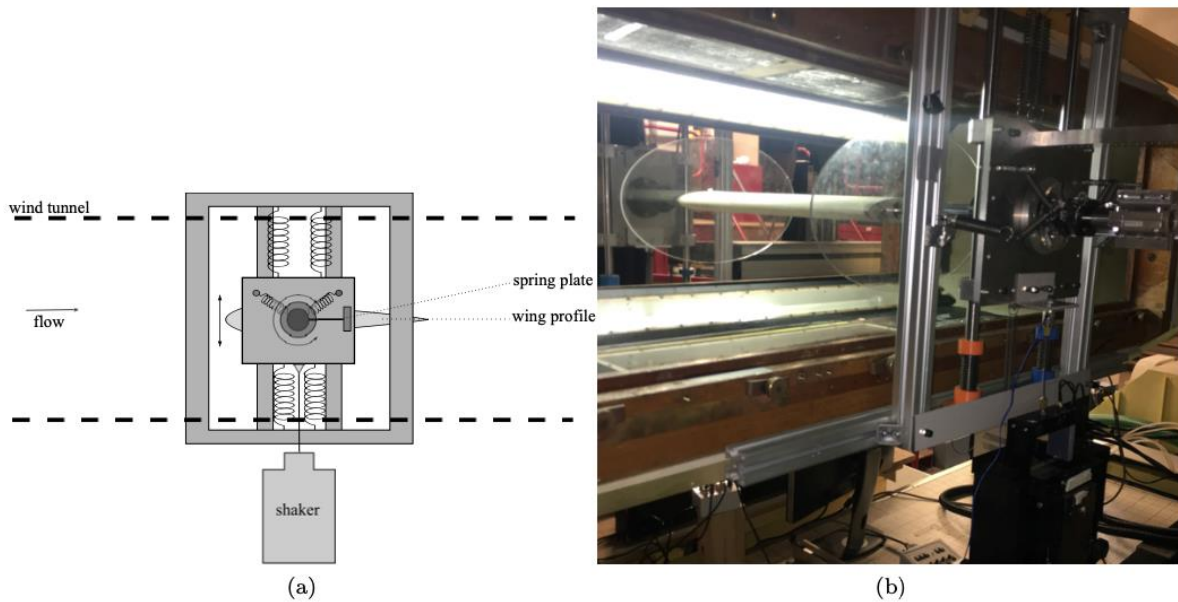 wind tunnel
spring plate
flow
wing profile
shaker
(a)
(b)